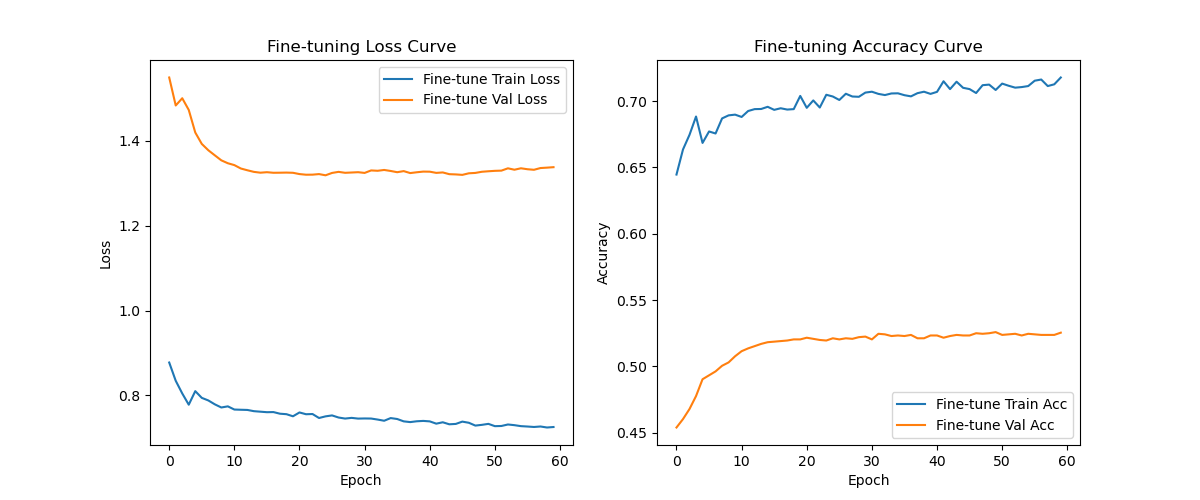 Fine-tuning Loss Curve
Fine-tune Train Loss
Fine-tune Val Loss
1.4
1.2
1.0
0.8
Loss
0 10 20 30 40 50 60
Epoch
Fine-tuning Accuracy Curve
0.70
0.65
0.60
0.55
0.50
0.45
Accuracy
Fine-tune Train Acc
Fine-tune Val Acc
0 10 20 30 40 50 60
Epoch